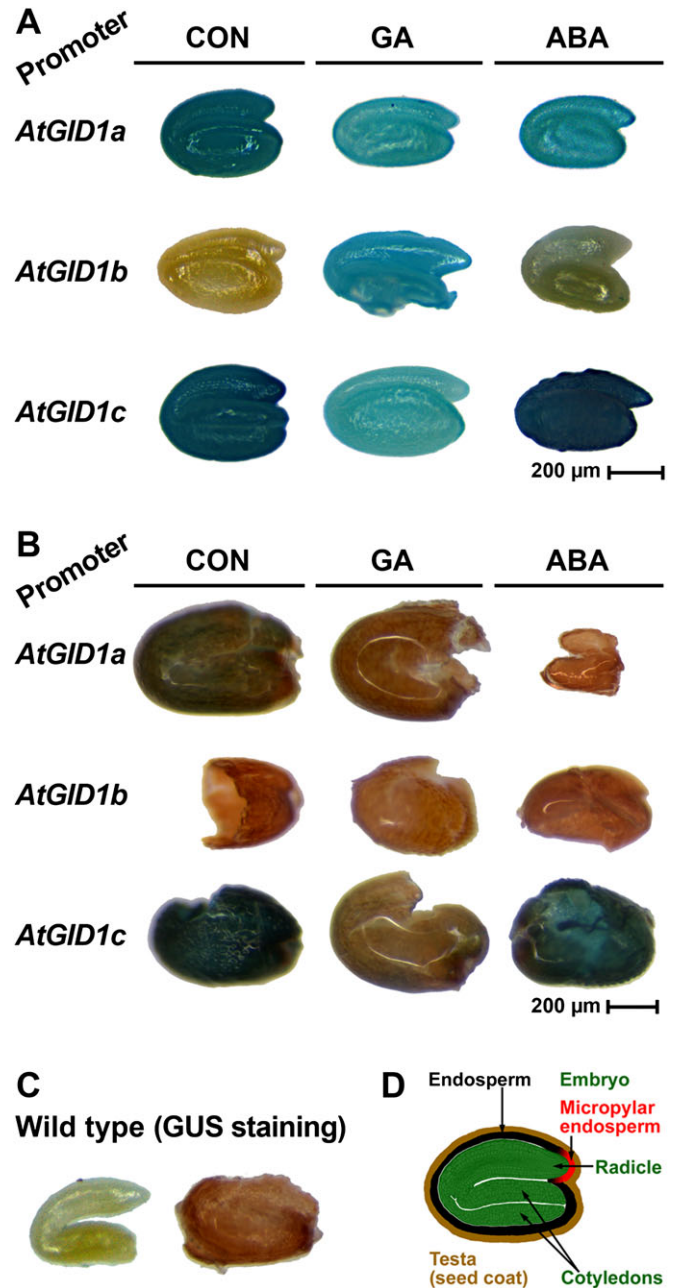 A
Promoter CON GA ABA
AtGID1a
AtGID1b
AtGID1c
200 µm
B
Promoter CON GA ABA
AtGID1a
AtGID1b
AtGID1c
200 µm
C
Wild type (GUS staining)
D
Endosperm Embryo
Micropylar
endosperm
Radicle
Testa
(seed coat)
Cotyledons